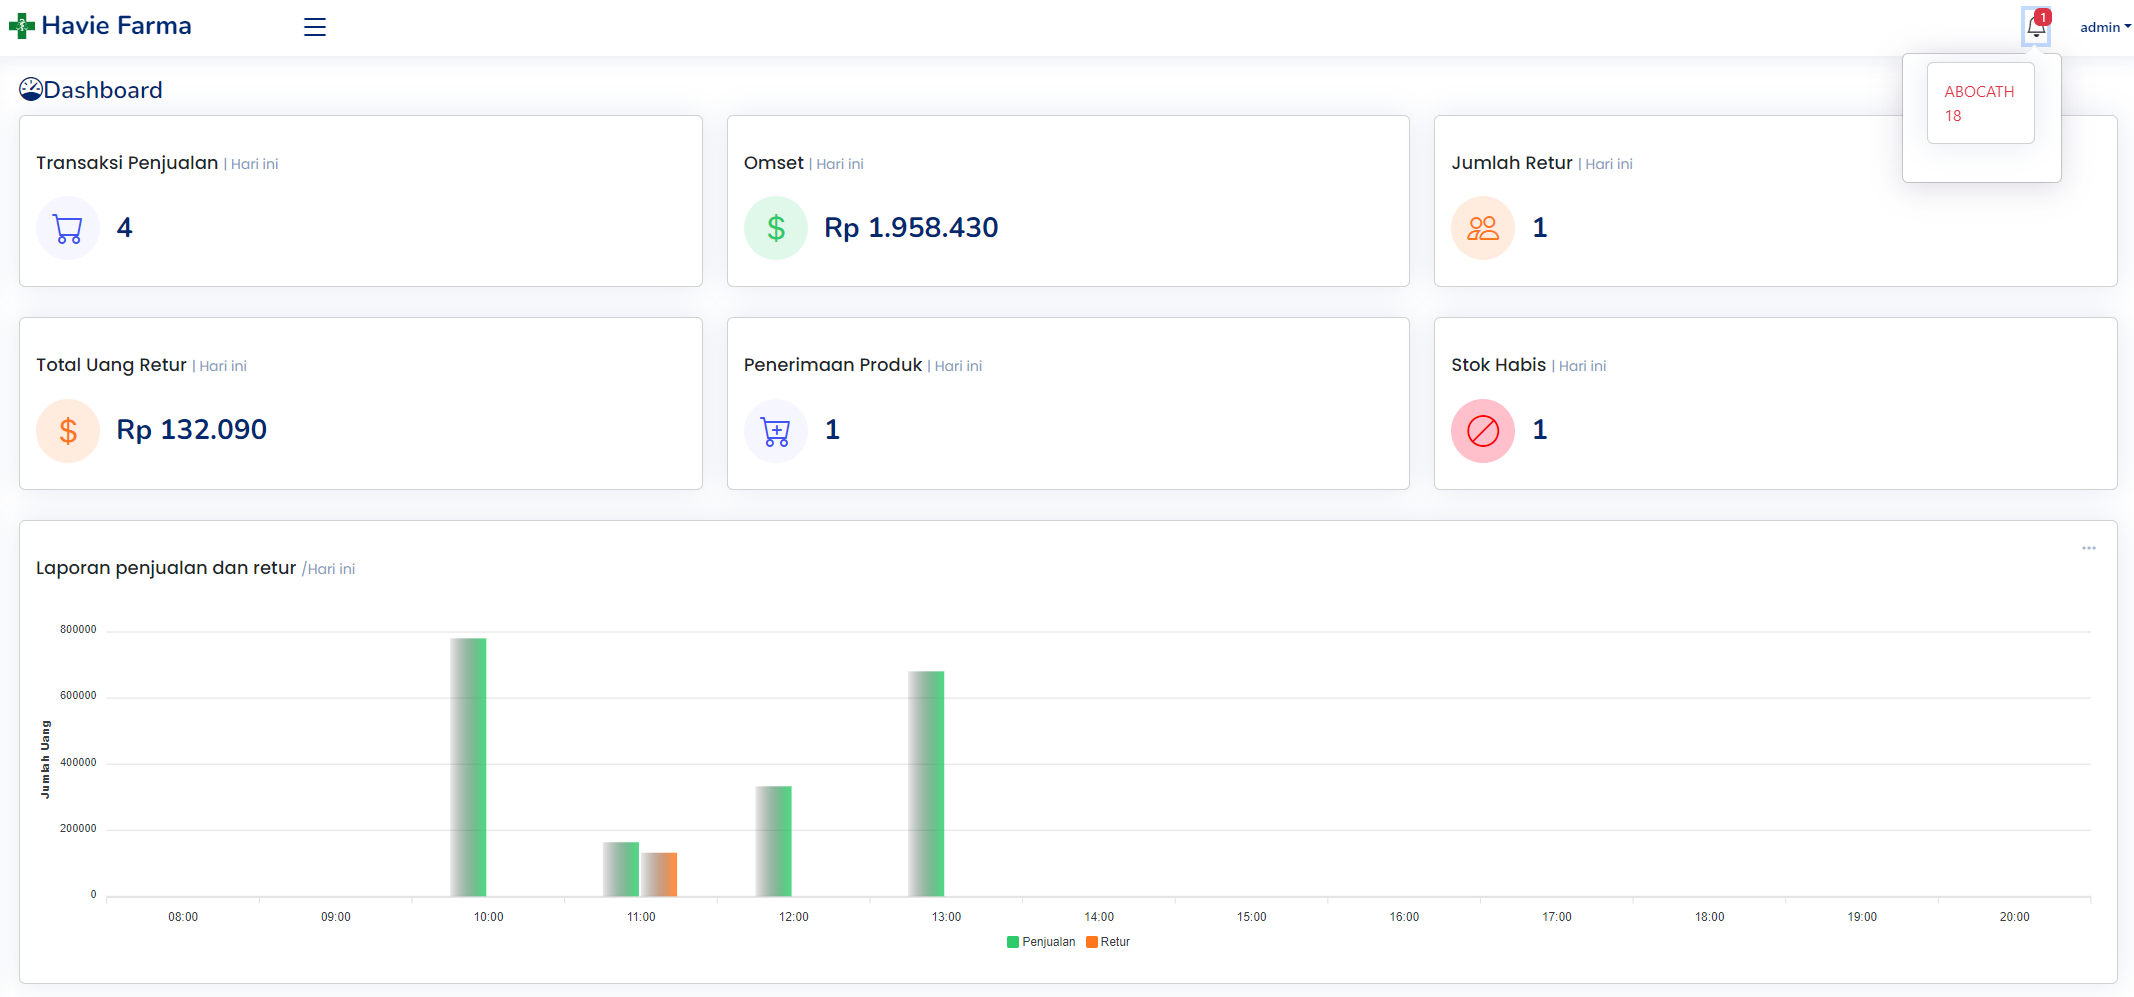 Havie Farma
1
admin
ABOCATH
18
Dashboard
Transaksi Penjualan | Hari ini
4
Omset | Hari ini
$
Rp 1.958.430
Jumlah Retur | Hari ini
1
Total Uang Retur | Hari ini
$
Rp 132.090
Penerimaan Produk | Hari ini
1
Stok Habis | Hari ini
1
Laporan penjualan dan retur /Hari ini
Jumlah Uang
800000
600000
400000
200000
0
08:00 09:00 10:00 11:00 12:00 13:00 14:00 15:00 16:00 17:00 18:00 19:00 20:00
Penjualan Retur